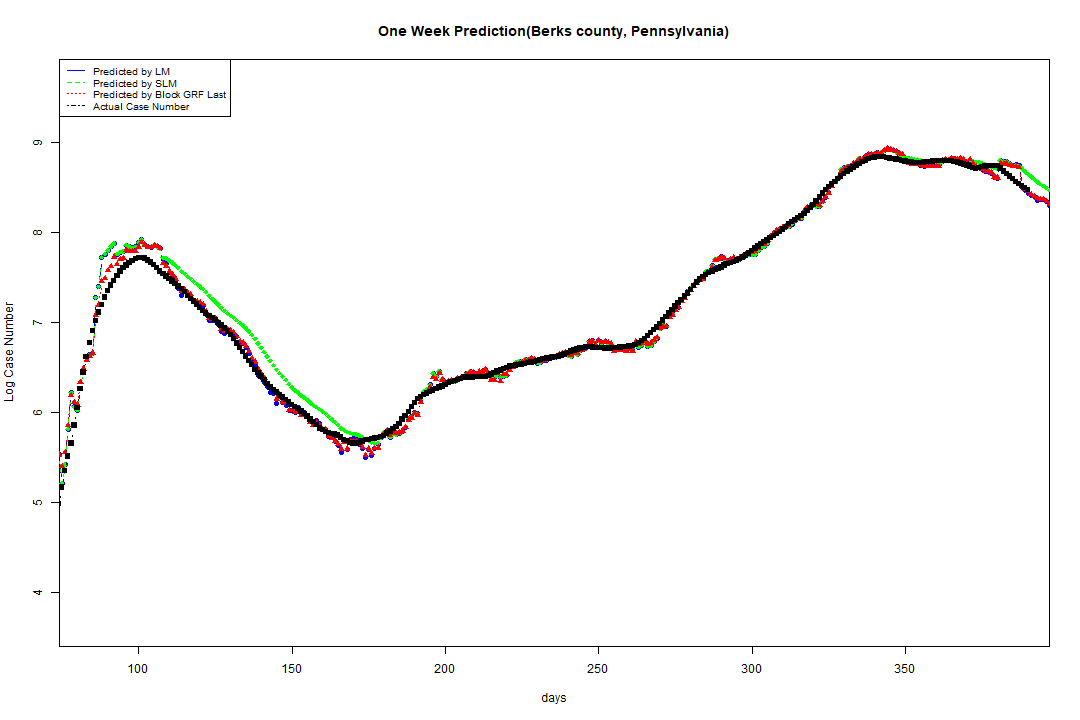 One Week Prediction(Berks county, Pennsylvania)
Predicted by LM
Predicted by SLM
Predicted by Block GRF Last
Actual Case Number
9
8
7
6
5
4
Log Case Number
100 150 200 250 300 350
days